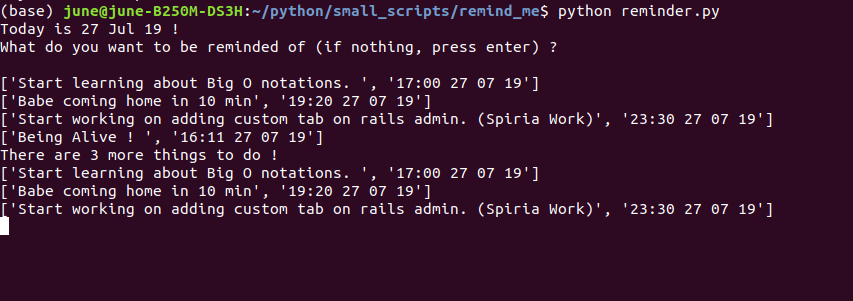 (base) june@june-B250M-DS3H:~/python/small_scripts/remind_me$ python reminder.py
Today is 27 Jul 19 !
What do you want to be reminded of (if nothing, press enter) ?
['Start learning about Big O notations. ', '17:00 27 07 19']
['Babe coming home in 10 min', '19:20 27 07 19']
['Start working on adding custom tab on rails admin. (Spiria Work)', '23:30 27 07 19']
['Being Alive ! ', '16:11 27 07 19']
There are 3 more things to do !
['Start learning about Big O notations. ', '17:00 27 07 19']
['Babe coming home in 10 min', '19:20 27 07 19']
['Start working on adding custom tab on rails admin. (Spiria Work)', '23:30 27 07 19']